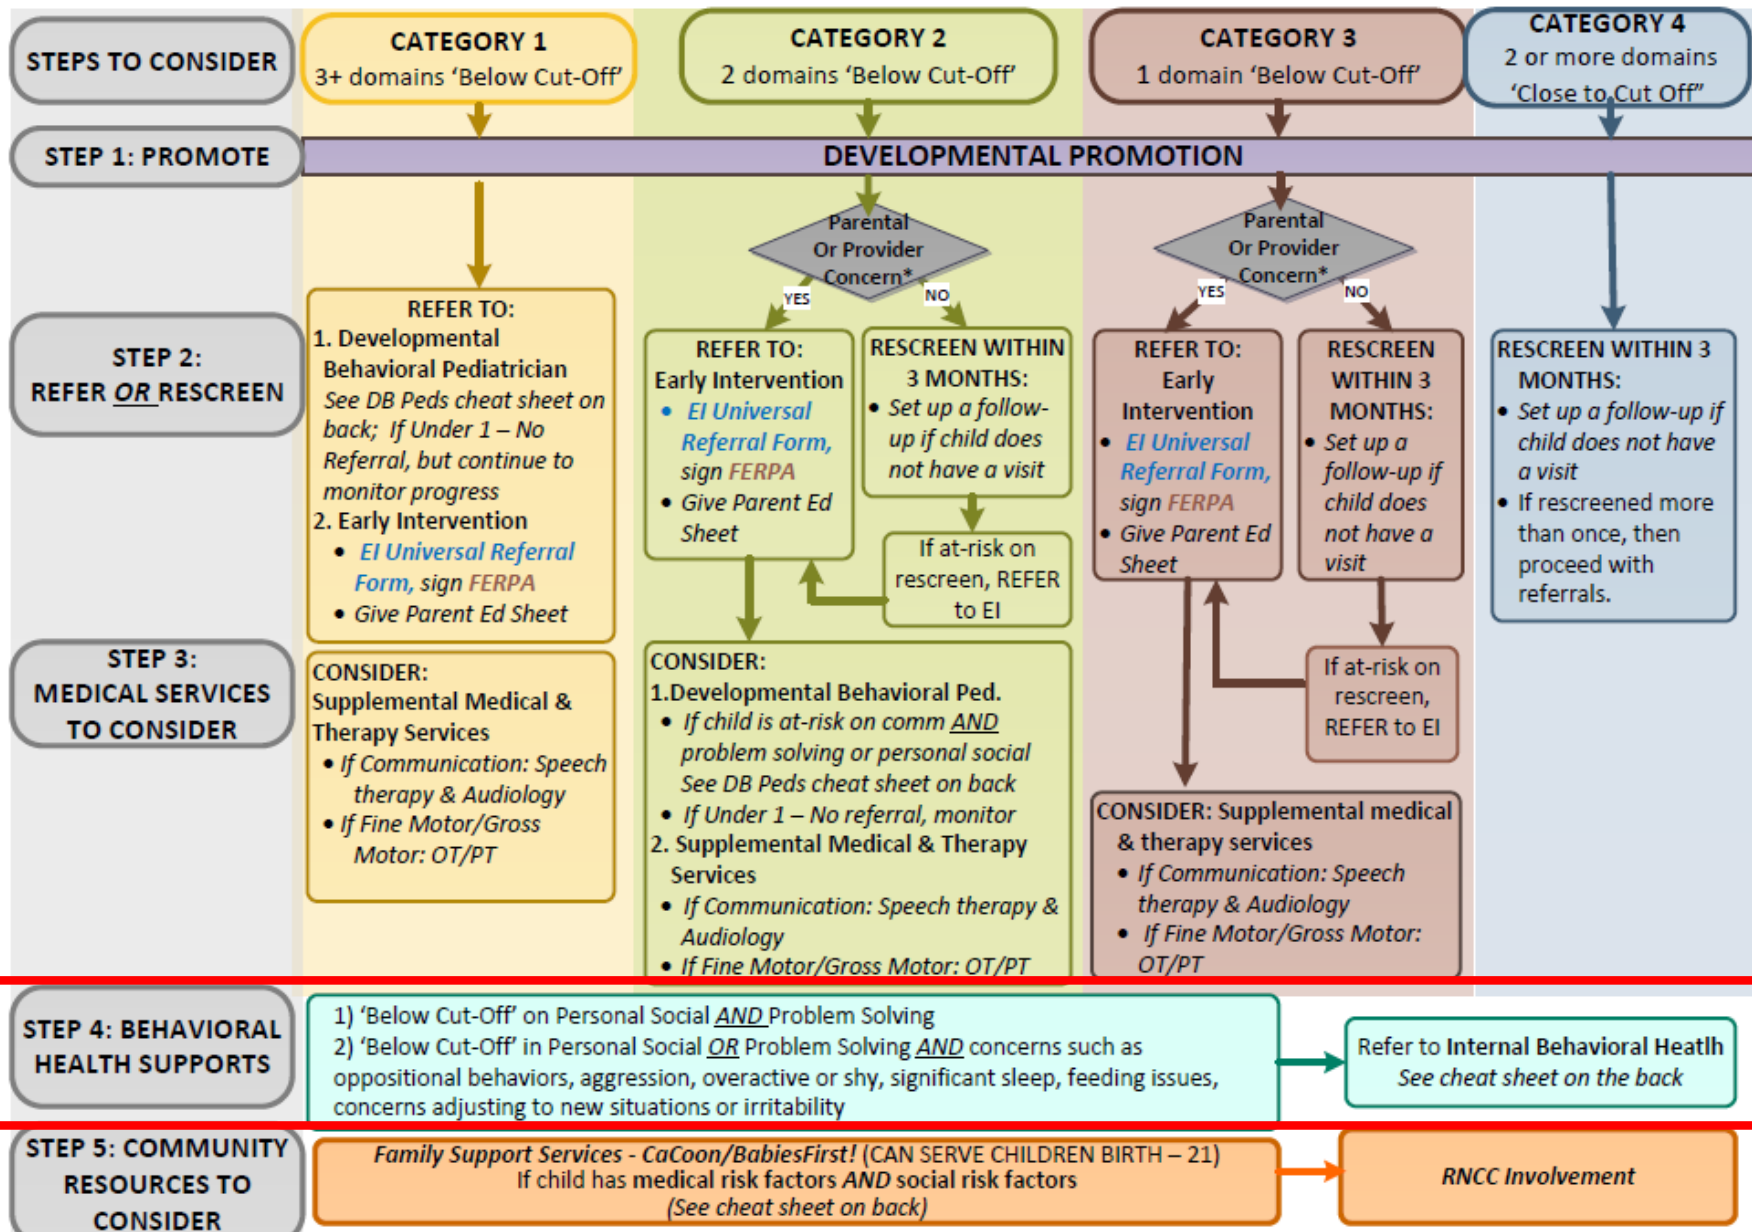 STEPS TO CONSIDER
CATEGORY 1
3+ domains ‘Below Cut-Off’
CATEGORY 2
2 domains ‘Below Cut-Off’
CATEGORY 3
1 domain ‘Below Cut-Off’
CATEGORY 4
2 or more domains
‘Close to Cut Off”
STEP 1: PROMOTE
DEVELOPMENTAL PROMOTION
STEP 2:
REFER OR RESCREEN
REFER TO:
1. Developmental
Behavioral Pediatrician
See DB Peds cheat sheet on
back; If Under 1 – No
Referral, but continue to
monitor progress
2. Early Intervention
• EI Universal Referral
Form, sign FERPA
• Give Parent Ed Sheet
Parental
Or Provider
Concern*
YES
NO
REFER TO:
Early Intervention
• EI Universal
Referral Form,
sign FERPA
• Give Parent Ed
Sheet
RESCREEN WITHIN
3 MONTHS:
• Set up a follow-
up if child does
not have a visit
If at-risk on
rescreen, REFER
to EI
Parental
Or Provider
Concern*
YES
NO
REFER TO:
Early
Intervention
• EI Universal
Referral Form,
sign FERPA
• Give Parent Ed
Sheet
RESCREEN
WITHIN 3
MONTHS:
• Set up a
follow-up if
child does
not have a
visit
If at-risk on
rescreen,
REFER to EI
RESCREEN WITHIN 3
MONTHS:
• Set up a follow-up if
child does not have
a visit
• If rescreened more
than once, then
proceed with
referrals.
STEP 3:
MEDICAL SERVICES
TO CONSIDER
CONSIDER:
Supplemental Medical &
Therapy Services
• If Communication: Speech
therapy & Audiology
• If Fine Motor/Gross
Motor: OT/PT
CONSIDER:
1.Developmental Behavioral Ped.
• If child is at-risk on comm AND
problem solving or personal social
See DB Peds cheat sheet on back
• If Under 1 – No referral, monitor
2. Supplemental Medical & Therapy
Services
• If Communication: Speech therapy &
Audiology
• If Fine Motor/Gross Motor: OT/PT
CONSIDER: Supplemental medical
& therapy services
• If Communication: Speech
therapy & Audiology
• If Fine Motor/Gross Motor:
OT/PT
STEP 4: BEHAVIORAL
HEALTH SUPPORTS
1) ‘Below Cut-Off’ on Personal Social AND Problem Solving
2) ‘Below Cut-Off’ in Personal Social OR Problem Solving AND concerns such as
oppositional behaviors, aggression, overactive or shy, significant sleep, feeding issues,
concerns adjusting to new situations or irritability
Refer to Internal Behavioral Heatlh
See cheat sheet on the back
STEP 5: COMMUNITY
RESOURCES TO
CONSIDER
Family Support Services - CaCoon/BabiesFirst! (CAN SERVE CHILDREN BIRTH – 21)
If child has medical risk factors AND social risk factors
(See cheat sheet on back)
RNCC Involvement